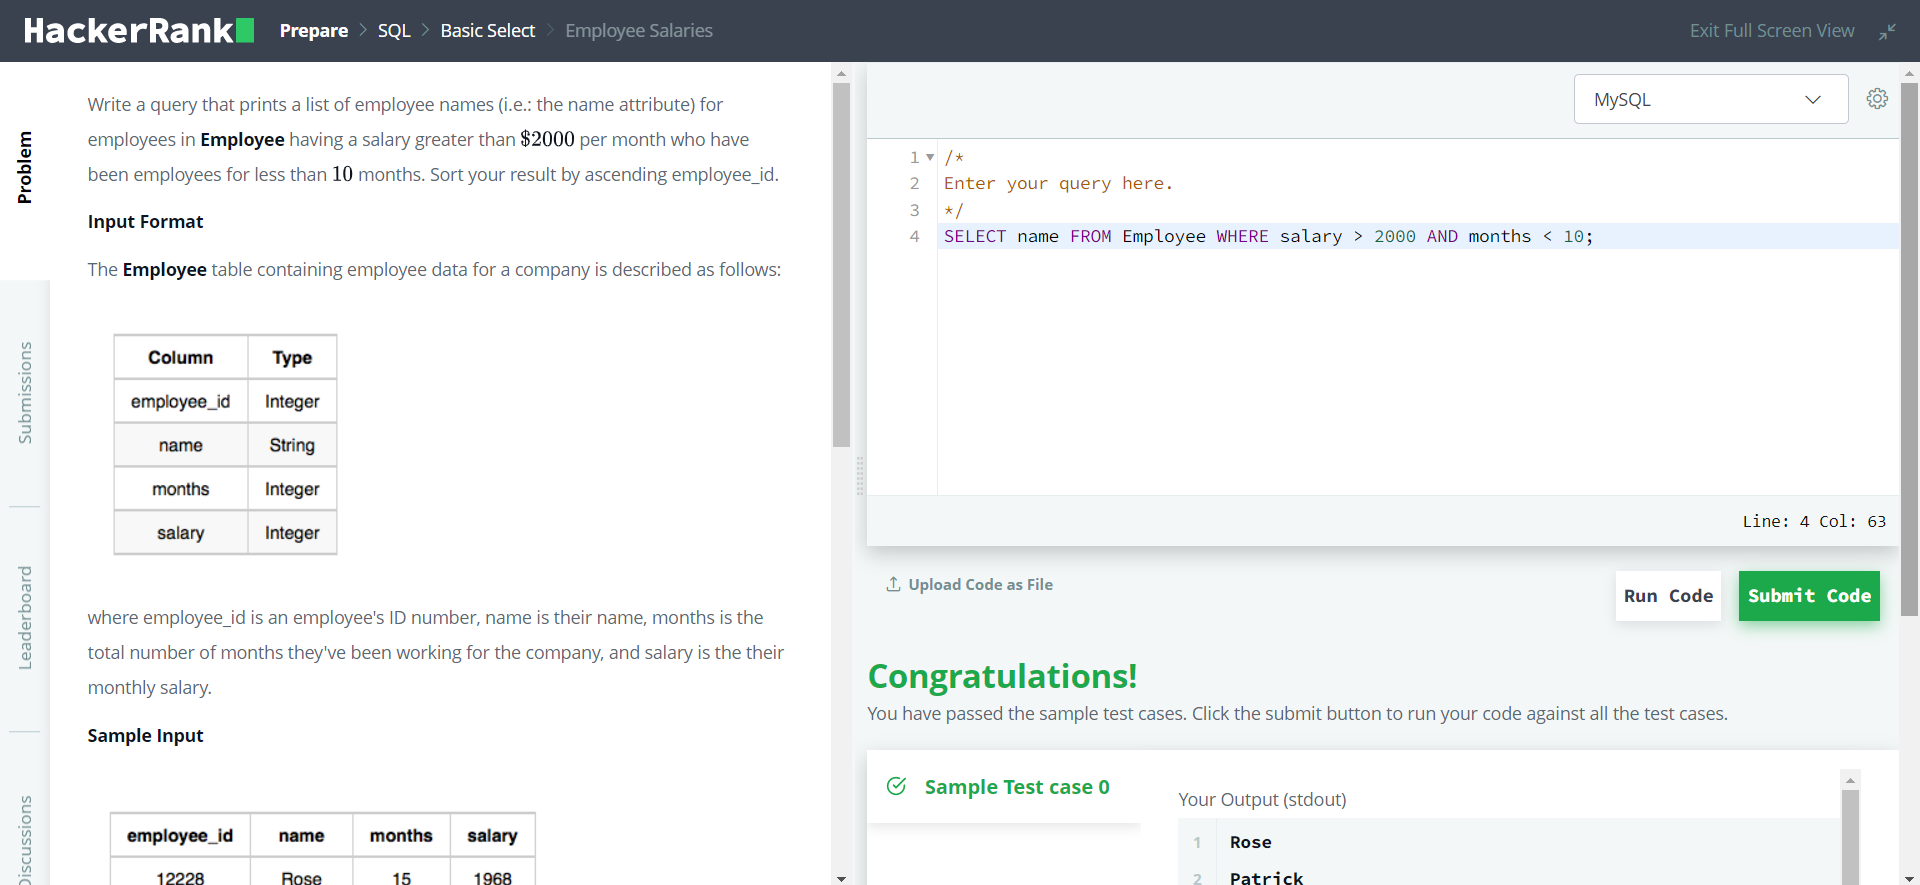 HackerRank
Prepare > SQL > Basic Select > Employee Salaries
Exit Full Screen View
Problem
Submissions
Leaderboard
Discussions
Write a query that prints a list of employee names (i.e.: the name attribute) for
employees in Employee having a salary greater than $2000 per month who have
been employees for less than 10 months. Sort your result by ascending employee_id.
Input Format
The Employee table containing employee data for a company is described as follows:
Column Type
employee_id Integer
name String
months Integer
salary Integer
where employee_id is an employee's ID number, name is their name, months is the
total number of months they've been working for the company, and salary is the their
monthly salary.
Sample Input
employee_id name months salary
12228 Rose 15 1968
MySQL
1 /*
2 Enter your query here.
3 */
4 SELECT name FROM Employee WHERE salary > 2000 AND months < 10;
Line: 4 Col: 63
Upload Code as File
Run Code
Submit Code
Congratulations!
You have passed the sample test cases. Click the submit button to run your code against all the test cases.
Sample Test case 0
Your Output (stdout)
1 Rose
2 Patrick